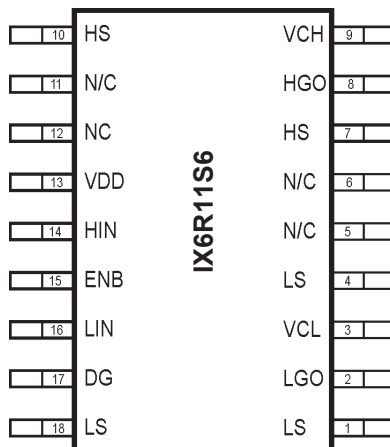 10 HS VCH 9
11 N/C HGO 8
12 NC HS 7
13 VDD N/C 6
14 HIN N/C 5
15 ENB LS 4
16 LIN VCL 3
17 DG LGO 2
18 LS LS 1
IX6R11S6